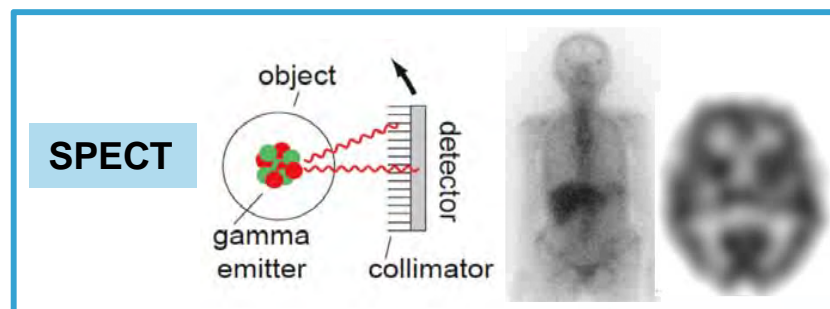 SPECT
object
gamma
emitter
collimator
detector